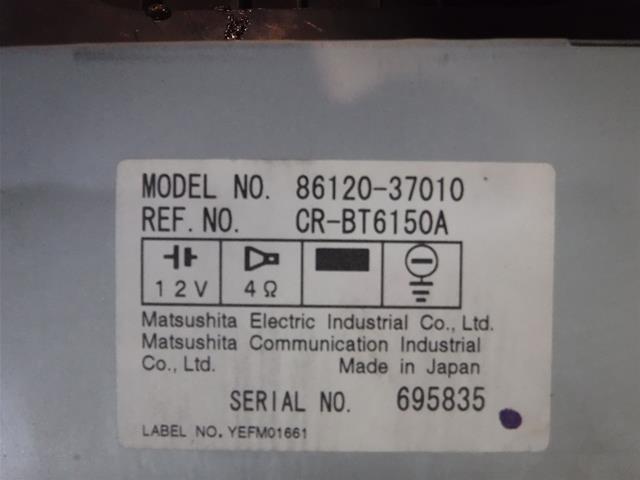 MODEL NO. 86120-37010
REF. NO. CR-BT6150A
12V 4Ω
Matsushita Electric Industrial Co., Ltd.
Matsushita Communication Industrial
Co., Ltd. Made in Japan
SERIAL NO. 695835
LABEL NO. YEFM01661